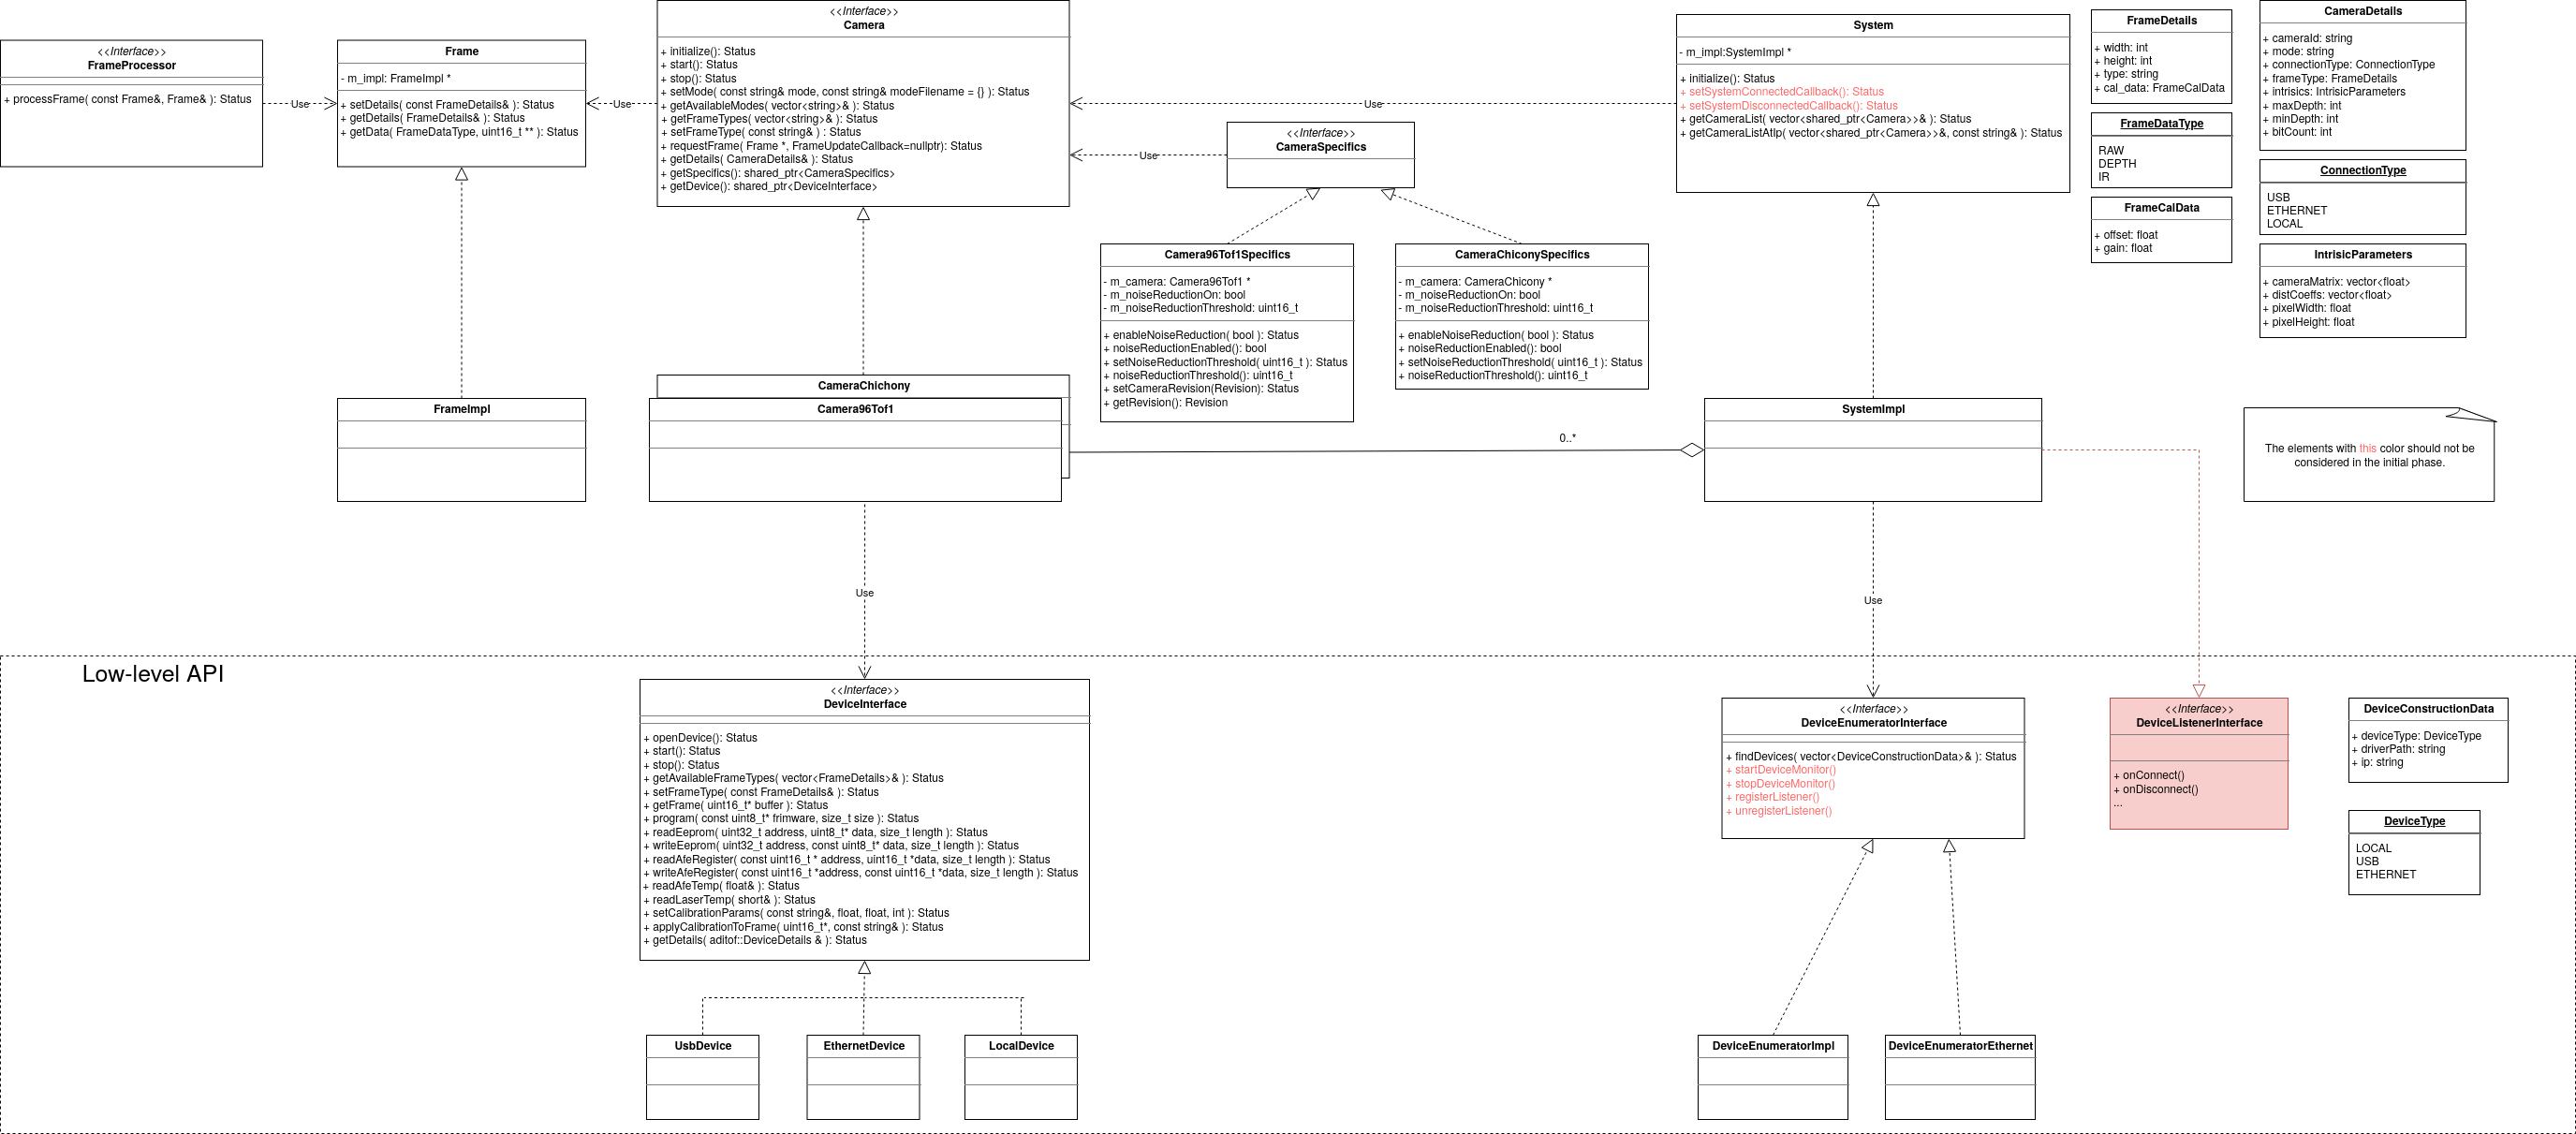 <<Interface>>
FrameProcessor
+ processFrame( const Frame&, Frame& ): Status
Use
Frame
- m_impl: FrameImpl *
+ setDetails( const FrameDetails& ): Status
+ getDetails( FrameDetails& ): Status
+ getData( FrameDataType, uint16_t ** ): Status
Use
<<Interface>>
Camera
+ initialize(): Status
+ start(): Status
+ stop(): Status
+ setMode( const string& mode, const string& modeFilename = {} ): Status
+ getAvailableModes( vector<string>& ): Status
+ getFrameTypes( vector<string>& ): Status
+ setFrameType( const string& ) : Status
+ requestFrame( Frame *, FrameUpdateCallback=nullptr): Status
+ getDetails( CameraDetails& ): Status
+ getSpecifics(): shared_ptr<CameraSpecifics>
+ getDevice(): shared_ptr<DeviceInterface>
Use
Use
<<Interface>>
CameraSpecifics
System
- m_impl:SystemImpl *
+ initialize(): Status
+ setSystemConnectedCallback(): Status
+ setSystemDisconnectedCallback(): Status
+ getCameraList( vector<shared_ptr<Camera>>& ): Status
+ getCameraListAtIp( vector<shared_ptr<Camera>>&, const string& ): Status
FrameDetails
+ width: int
+ height: int
+ type: string
+ cal_data: FrameCalData
FrameDataType
RAW
DEPTH
IR
FrameCalData
+ offset: float
+ gain: float
CameraDetails
+ cameraId: string
+ mode: string
+ connectionType: ConnectionType
+ frameType: FrameDetails
+ intrisics: IntrisicParameters
+ maxDepth: int
+ minDepth: int
+ bitCount: int
ConnectionType
USB
ETHERNET
LOCAL
IntrisicParameters
+ cameraMatrix: vector<float>
+ distCoeffs: vector<float>
+ pixelWidth: float
+ pixelHeight: float
Camera96Tof1Specifics
- m_camera: Camera96Tof1 *
- m_noiseReductionOn: bool
- m_noiseReductionThreshold: uint16_t
+ enableNoiseReduction( bool ): Status
+ noiseReductionEnabled(): bool
+ setNoiseReductionThreshold( uint16_t ): Status
+ noiseReductionThreshold(): uint16_t
+ setCameraRevision(Revision): Status
+ getRevision(): Revision
CameraChiconySpecifics
- m_camera: CameraChicony *
- m_noiseReductionOn: bool
- m_noiseReductionThreshold: uint16_t
+ enableNoiseReduction( bool ): Status
+ noiseReductionEnabled(): bool
+ setNoiseReductionThreshold( uint16_t ): Status
+ noiseReductionThreshold(): uint16_t
FrameImpl
CameraChichony
Camera96Tof1
0..*
SystemImpl
The elements with this color should not be
considered in the initial phase.
Use
Use
Low-level API
<<Interface>>
DeviceInterface
+ openDevice(): Status
+ start(): Status
+ stop(): Status
+ getAvailableFrameTypes( vector<FrameDetails>& ): Status
+ setFrameType( const FrameDetails& ): Status
+ getFrame( uint16_t* buffer ): Status
+ program( const uint8_t* frimware, size_t size ): Status
+ readEeprom( uint32_t address, uint8_t* data, size_t length ): Status
+ writeEeprom( uint32_t address, const uint8_t* data, size_t length ): Status
+ readAfeRegister( const uint16_t * address, uint16_t *data, size_t length ): Status
+ writeAfeRegister( const uint16_t *address, const uint16_t *data, size_t length ): Status
+ readAfeTemp( float& ): Status
+ readLaserTemp( short& ): Status
+ setCalibrationParams( const string&, float, float, int ): Status
+ applyCalibrationToFrame( uint16_t*, const string& ): Status
+ getDetails( aditof::DeviceDetails & ): Status
<<Interface>>
DeviceEnumeratorInterface
+ findDevices( vector<DeviceConstructionData>& ): Status
+ startDeviceMonitor()
+ stopDeviceMonitor()
+ registerListener()
+ unregisterListener()
<<Interface>>
DeviceListenerInterface
+ onConnect()
+ onDisconnect()
...
DeviceConstructionData
+ deviceType: DeviceType
+ driverPath: string
+ ip: string
DeviceType
LOCAL
USB
ETHERNET
UsbDevice
EthernetDevice
LocalDevice
DeviceEnumeratorImpl
DeviceEnumeratorEthernet